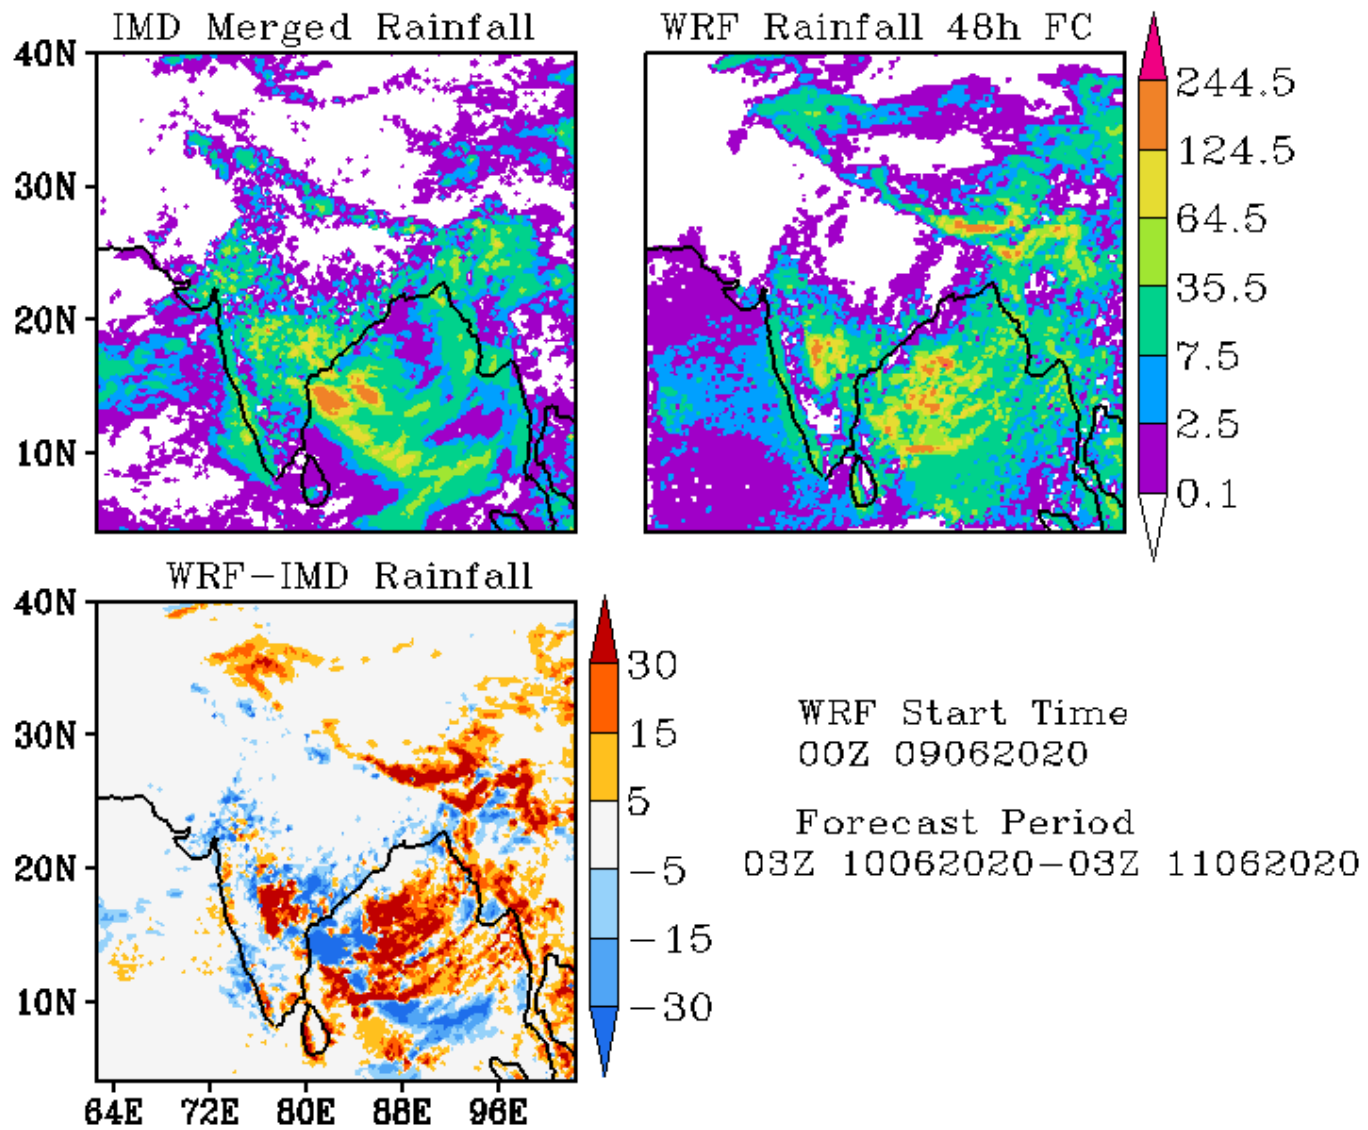 IMD Merged Rainfall
WRF Rainfall 48h FC
40N
30N
20N
10N
244.5
124.5
64.5
35.5
7.5
2.5
0.1
WRF-IMD Rainfall
40N
30N
20N
10N
64E 72E 80E 88E 96E
30
15
5
-5
-15
-30
WRF Start Time
00Z 09062020
Forecast Period
03Z 10062020-03Z 11062020